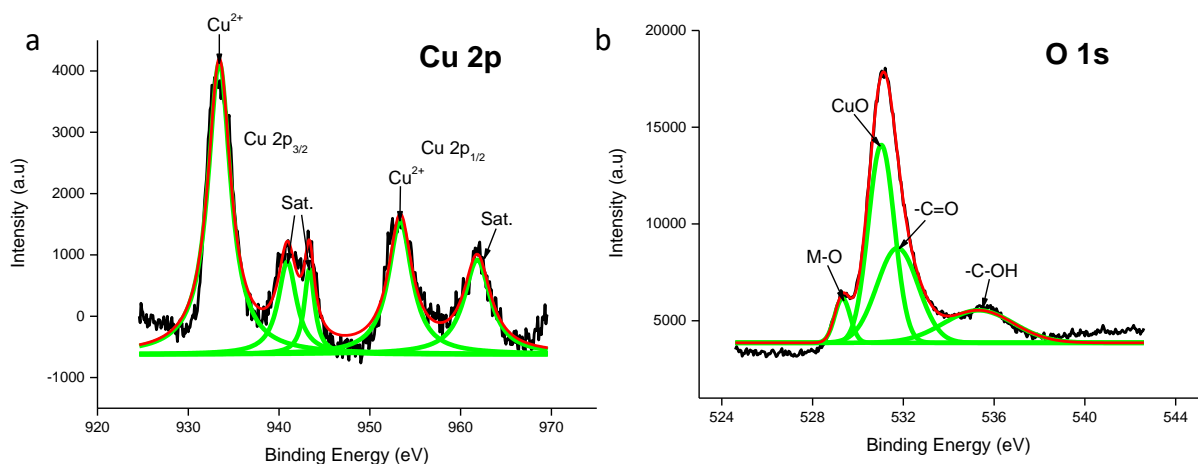 a
Cu 2p
Cu²⁺
Cu 2p₃/₂
Sat.
Cu 2p₁/₂
Cu²⁺
Sat.
4000
3000
2000
1000
0
-1000
Intensity (a.u)
920 930 940 950 960 970
Binding Energy (eV)
b
O 1s
CuO
-C=O
M-O
-C-OH
20000
15000
10000
5000
Intensity (a.u)
524 528 532 536 540 544
Binding Energy (eV)